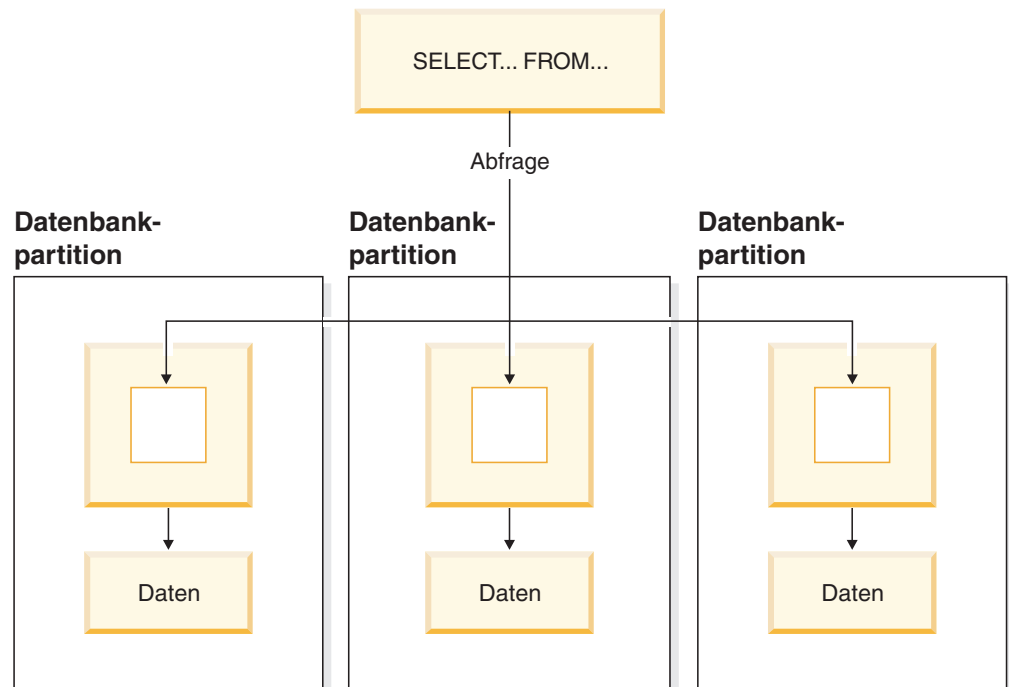 SELECT... FROM...
Abfrage
Datenbank-
partition
Datenbank-
partition
Datenbank-
partition
Daten
Daten
Daten